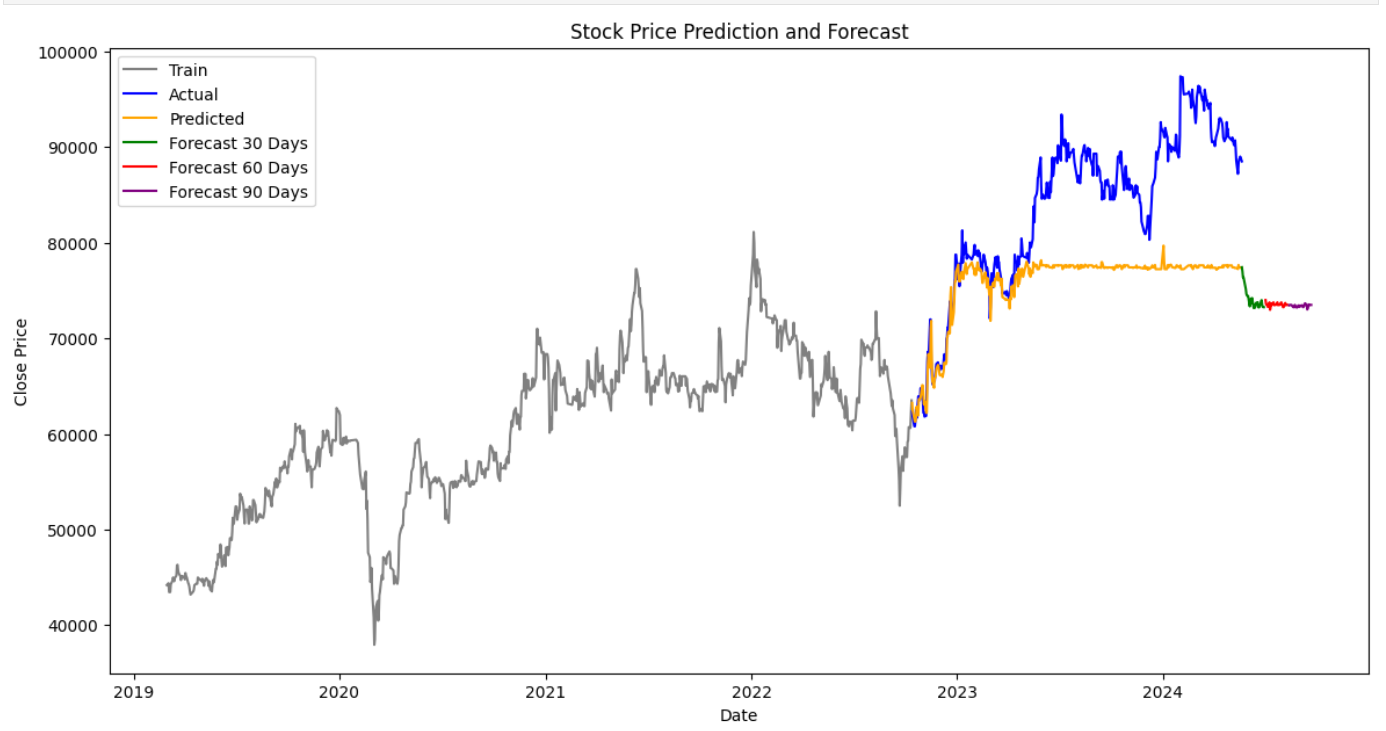 Stock Price Prediction and Forecast
100000
90000
80000
70000
60000
50000
40000
Close Price
Train
Actual
Predicted
Forecast 30 Days
Forecast 60 Days
Forecast 90 Days
2019 2020 2021 2022 2023 2024
Date